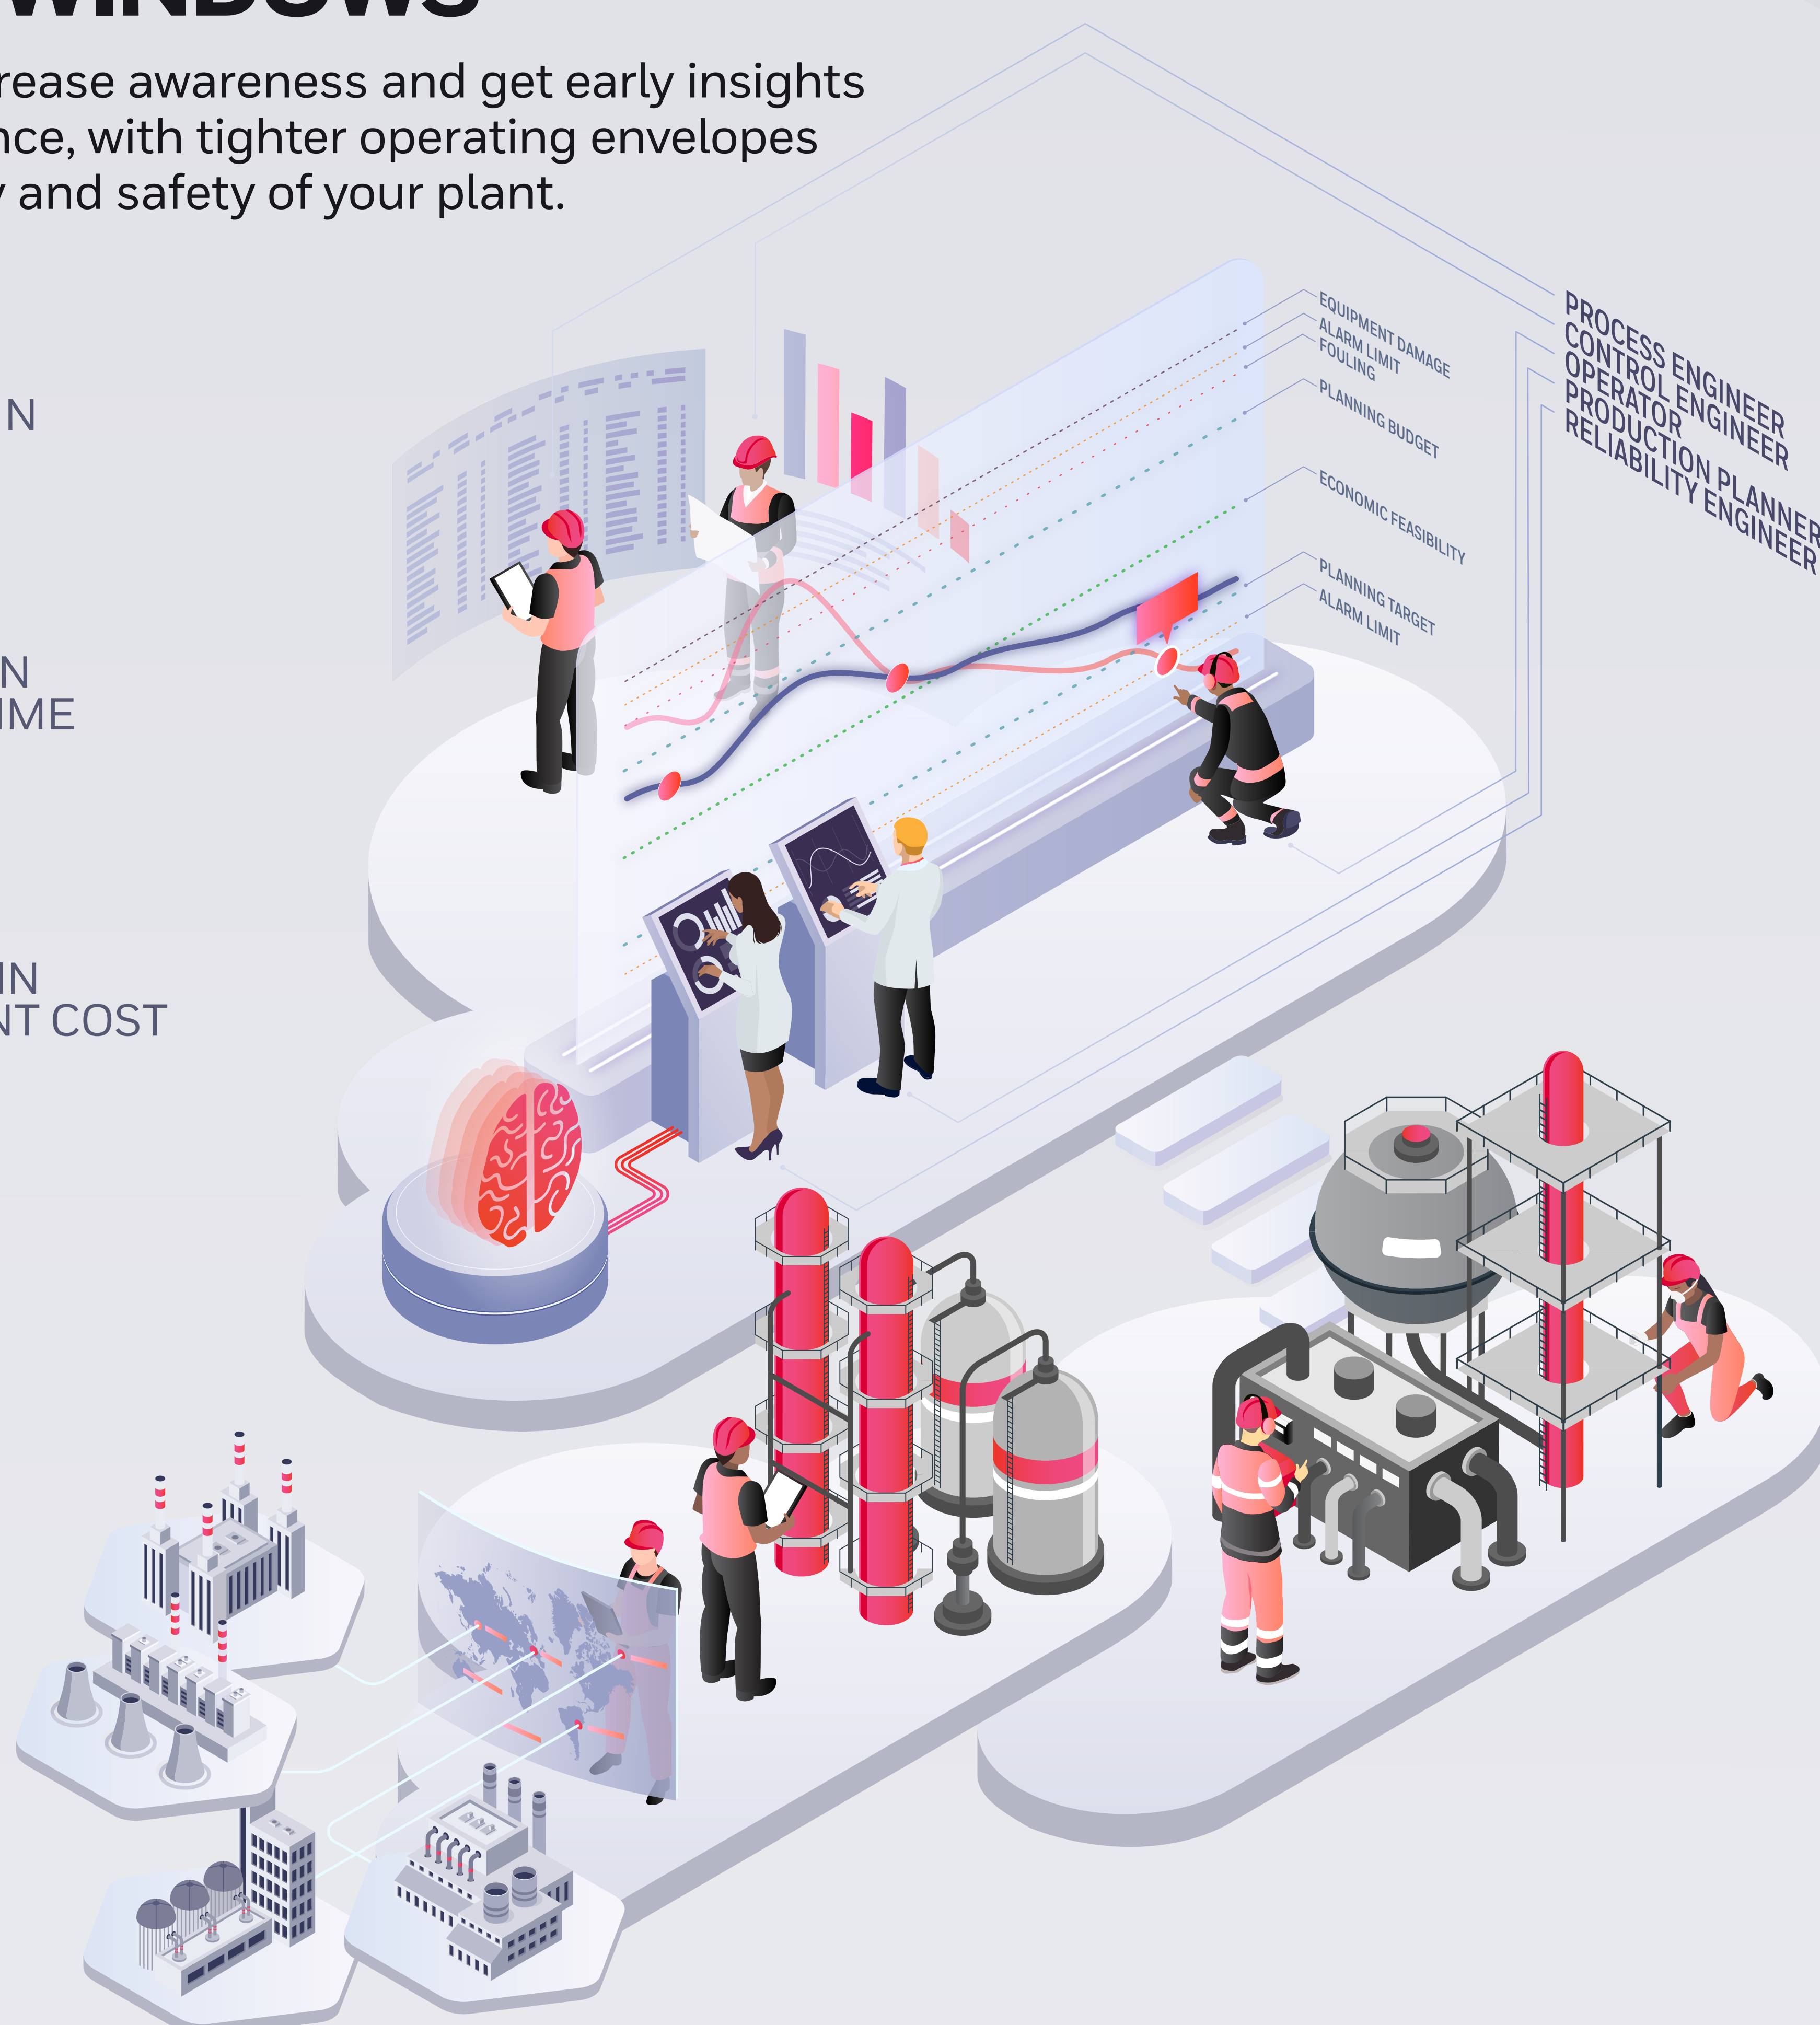 WINDOWS
rease awareness and get early insights
nce, with tighter operating envelopes
y and safety of your plant.
N
N
IME
IN
NT COST
EQUIPMENT DAMAGE
ALARM LIMIT
FOULING
PLANNING BUDGET
ECONOMIC FEASIBILITY
PLANNING TARGET
ALARM LIMIT
PROCESS ENGINEER
CONTROL ENGINEER
OPERATOR
PRODUCTION PLANNER
RELIABILITY ENGINEER